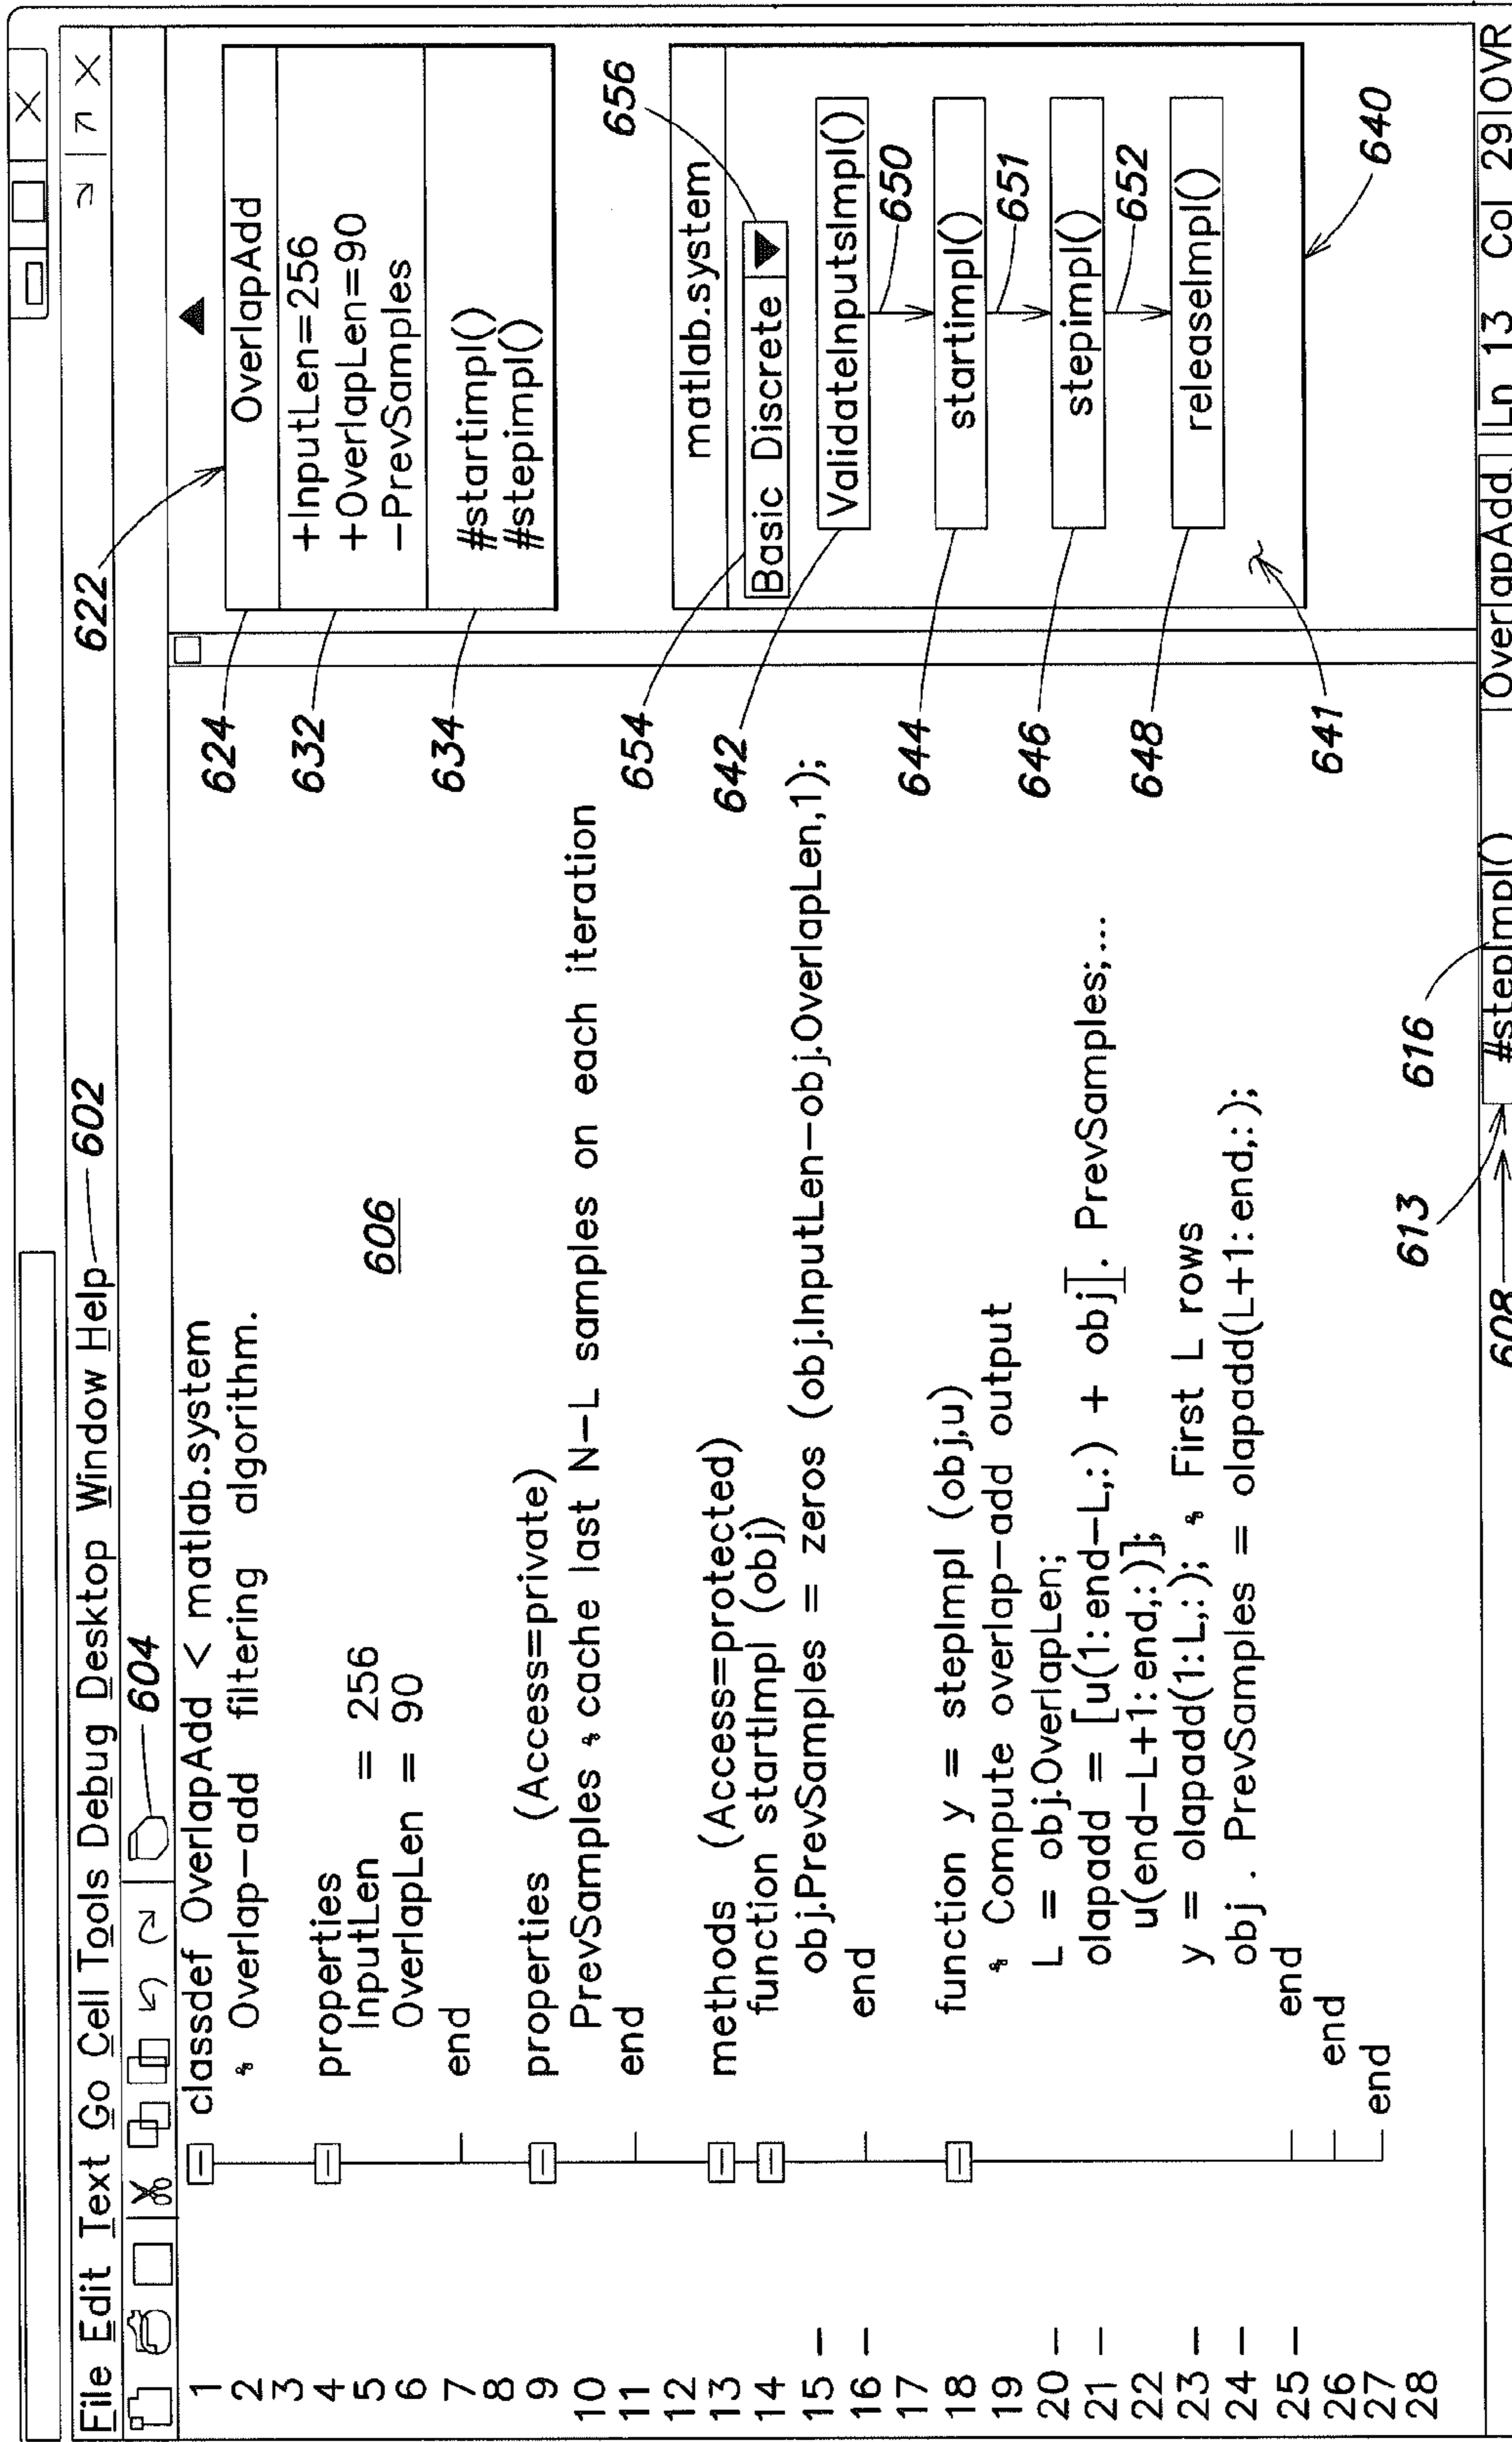 File Edit Text Go Cell Tools Debug Desktop Window Help 602
604
1 classdef OverlapAdd < matlab.system
2 % Overlap-add filtering algorithm.
3
4 properties
5 InputLen = 256
6 OverlapLen = 90
7 end
8
9 properties (Access=private)
10 PrevSamples % cache last N-L samples on each iteration
11 end
12
13 methods (Access=protected)
14 function startImpl (obj)
15 - obj.PrevSamples = zeros (obj.InputLen-obj.OverlapLen,1);
16 - end
17
18 function y = stepImpl (obj,u)
19 % Compute overlap-add output
20 - L = obj.OverlapLen;
21 - olapadd = [u(1:end-L,:) + obj]. PrevSamples;...
22 u(end-L+1:end,:)];
23 - y = olapadd(1:L,:); % First L rows
24 - obj . PrevSamples = olapadd(L+1:end,:);
25 - end
26 end
27 end
28
606
622
624
OverlapAdd
632
+InputLen=256
+OverlapLen=90
-PrevSamples
634
#startimpl()
#stepimpl()
656
matlab.system
654
Basic Discrete
642
ValidateInputsImpl()
650
644
startimpl()
651
646
stepimpl()
652
648
releaseImpl()
641
640
613
616
608
#stepImpl()
OverlapAdd
Ln 13 Col 29 OVR